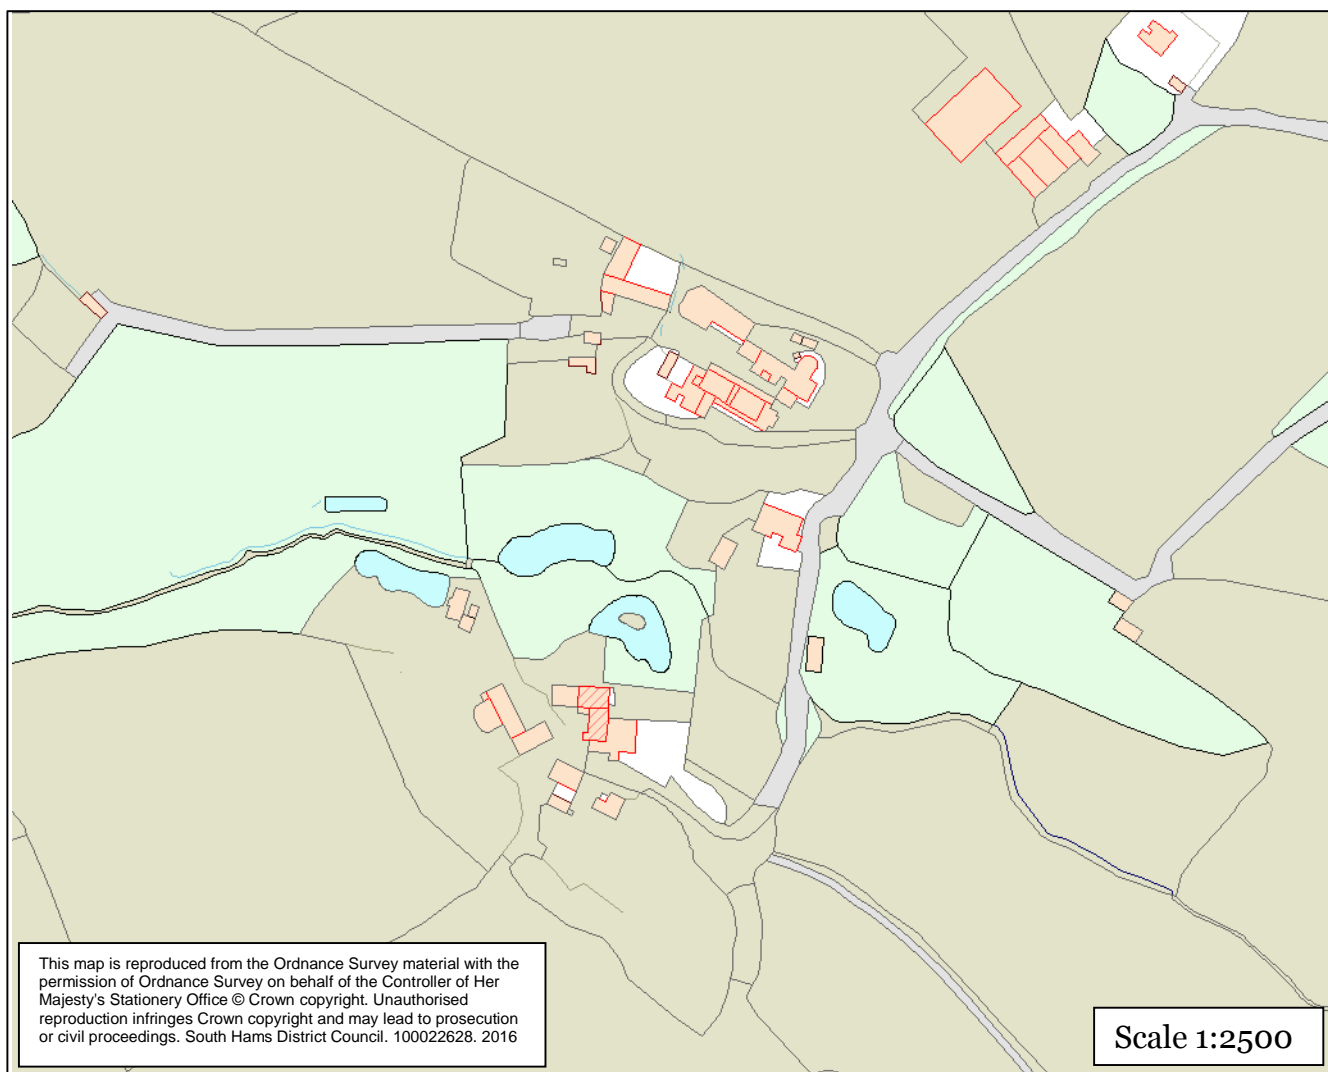 This map is reproduced from the Ordnance Survey material with the
permission of Ordnance Survey on behalf of the Controller of Her
Majesty's Stationery Office © Crown copyright. Unauthorised
reproduction infringes Crown copyright and may lead to prosecution
or civil proceedings. South Hams District Council. 100022628. 2016
Scale 1:2500